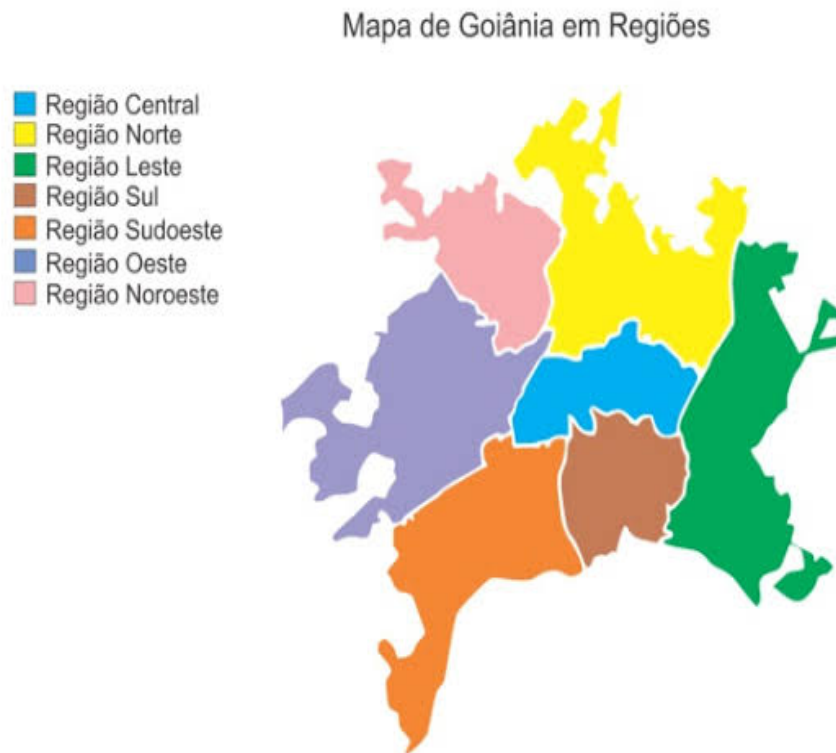 Mapa de Goiânia em Regiões
Região Central
Região Norte
Região Leste
Região Sul
Região Sudoeste
Região Oeste
Região Noroeste